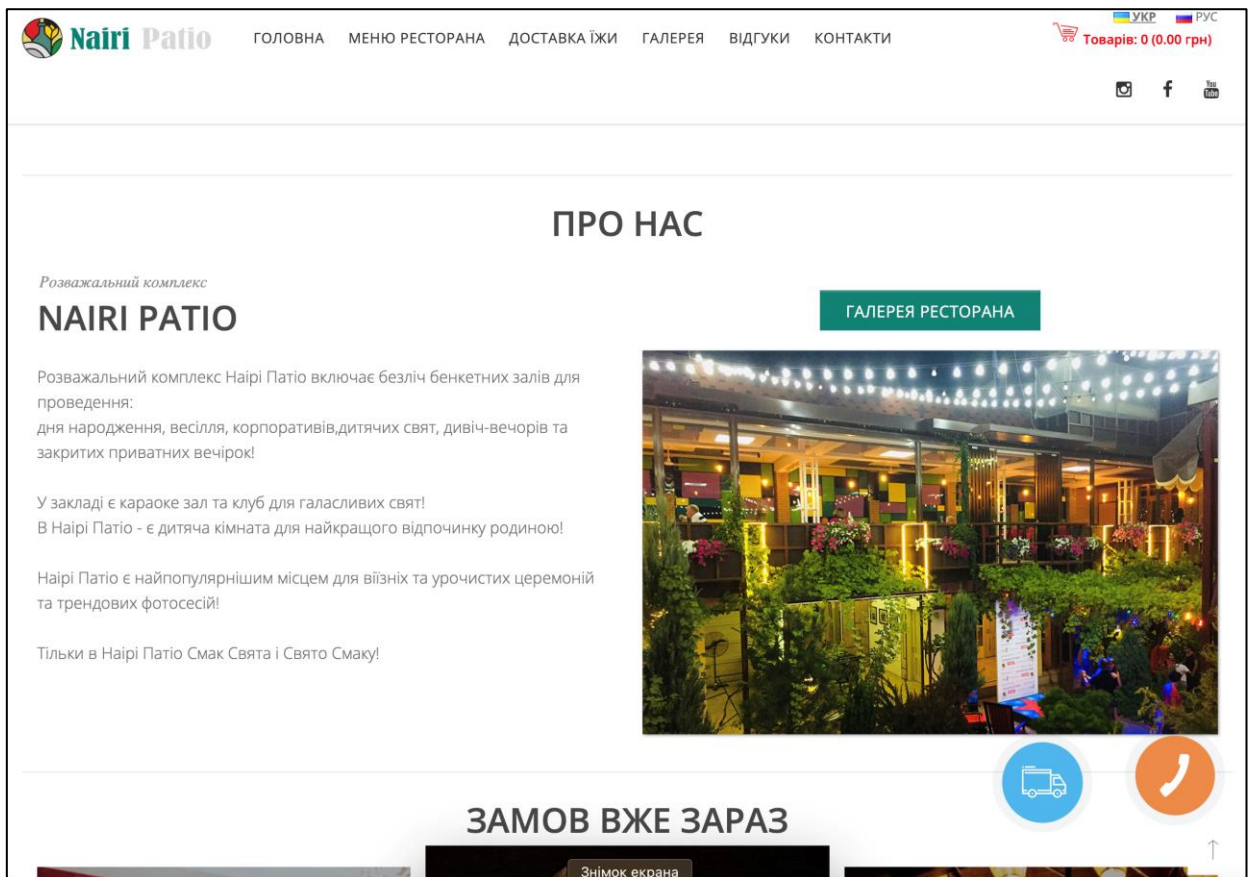 Nairi Patio
ГОЛОВНА МЕНЮ РЕСТОРАНА ДОСТАВКА ЇЖИ ГАЛЕРЕЯ ВІДГУКИ КОНТАКТИ
УКР РУС
Товарів: 0 (0.00 грн)
You Tube
ПРО НАС
Розважальний комплекс
NAIRI PATIO
ГАЛЕРЕЯ РЕСТОРАНА
Розважальний комплекс Наірі Патіо включає безліч бенкетних залів для
проведення:
дня народження, весілля, корпоративів,дитячих свят, дивіч-вечорів та
закритих приватних вечірок!
У закладі є караоке зал та клуб для галасливих свят!
В Наірі Патіо - є дитяча кімната для найкращого відпочинку родиною!
Наірі Патіо є найпопулярнішим місцем для віїзніх та урочистих церемоній
та трендових фотосесій!
Тільки в Наірі Патіо Смак Свята і Свято Смаку!
ЗАМОВ ВЖЕ ЗАРАЗ
Знімок екрана